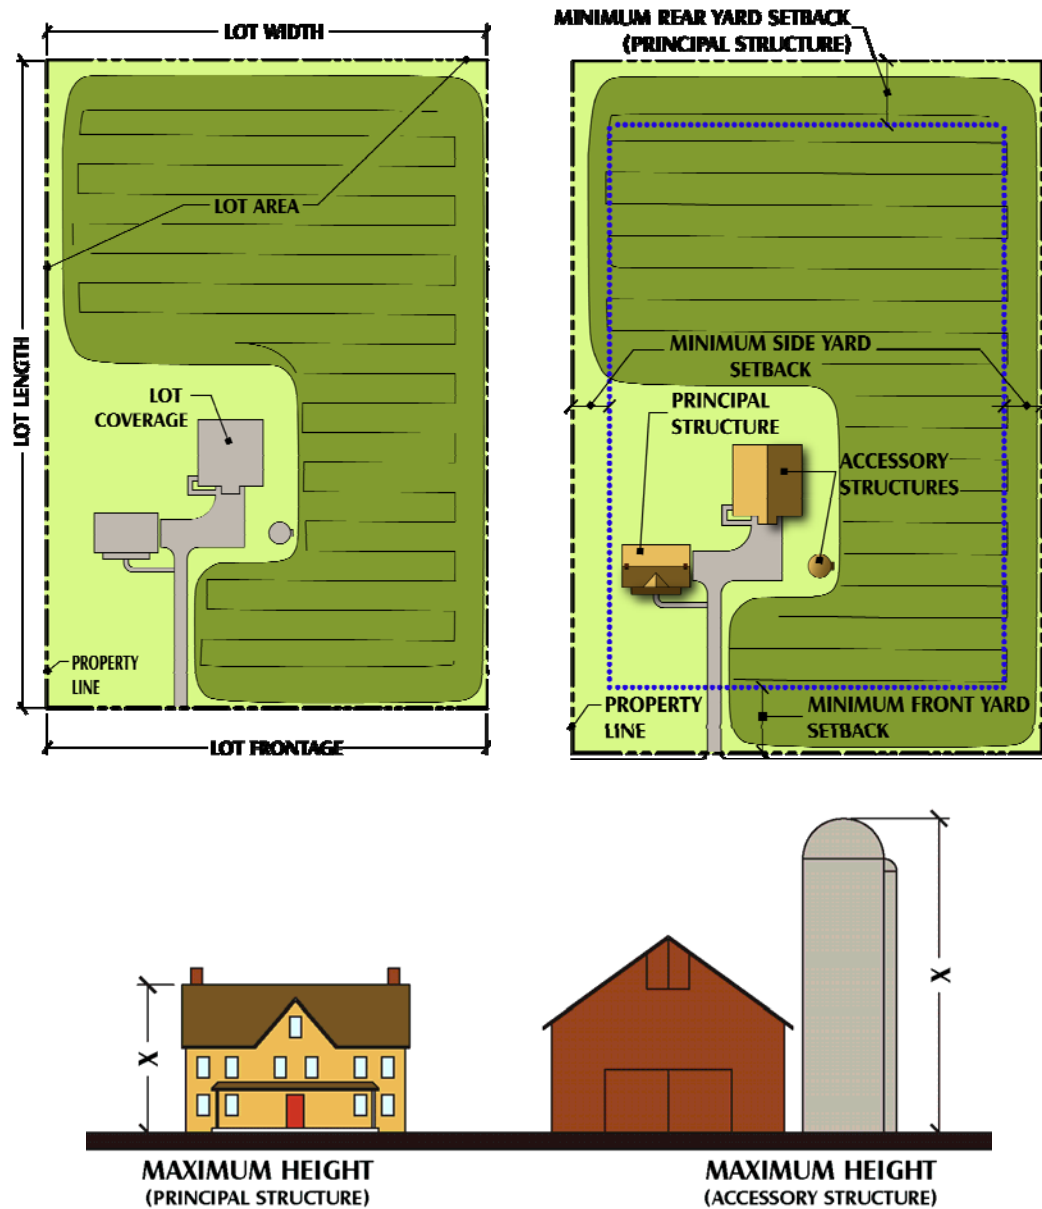 LOT WIDTH
LOT AREA
LOT LENGTH
LOT
COVERAGE
PROPERTY
LINE
LOT FRONTAGE
MINIMUM REAR YARD SETBACK
(PRINCIPAL STRUCTURE)
MINIMUM SIDE YARD
SETBACK
PRINCIPAL
STRUCTURE
ACCESSORY
STRUCTURES
PROPERTY
LINE
MINIMUM FRONT YARD
SETBACK
X
X
MAXIMUM HEIGHT
(PRINCIPAL STRUCTURE)
MAXIMUM HEIGHT
(ACCESSORY STRUCTURE)